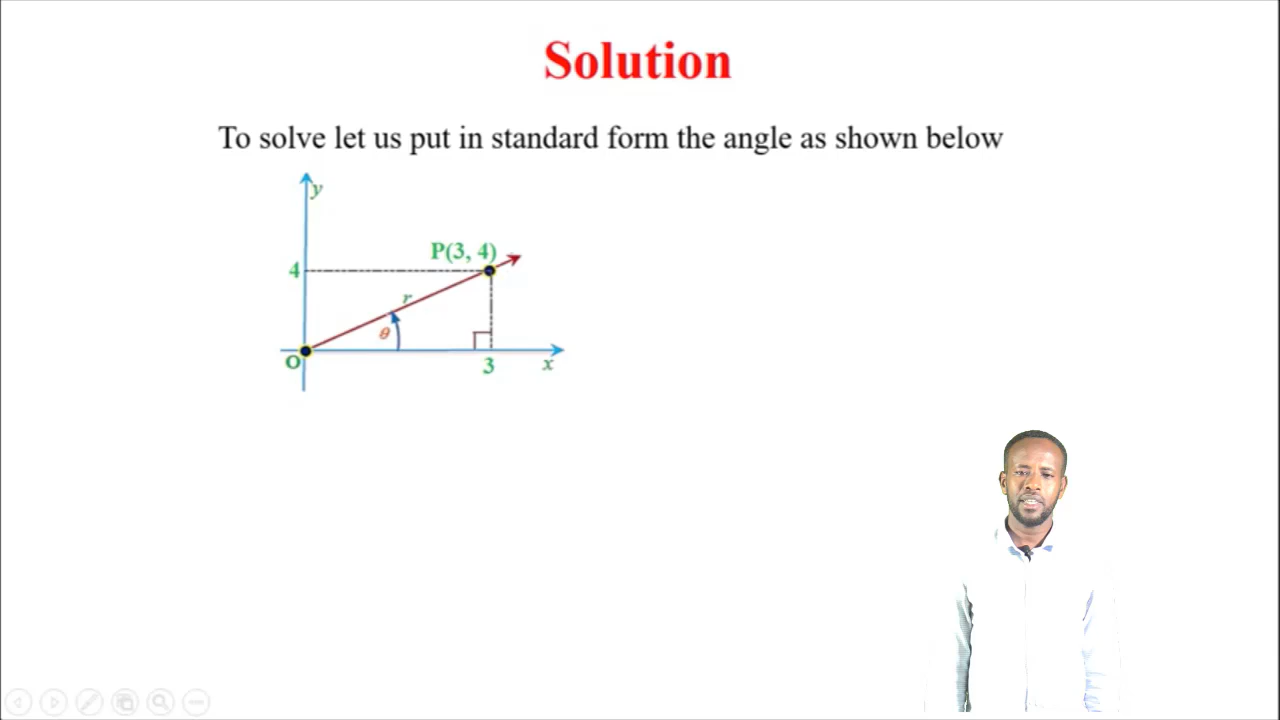 Solution
To solve let us put in standard form the angle as shown below
y
P(3, 4)
4
r
θ
O
3
x